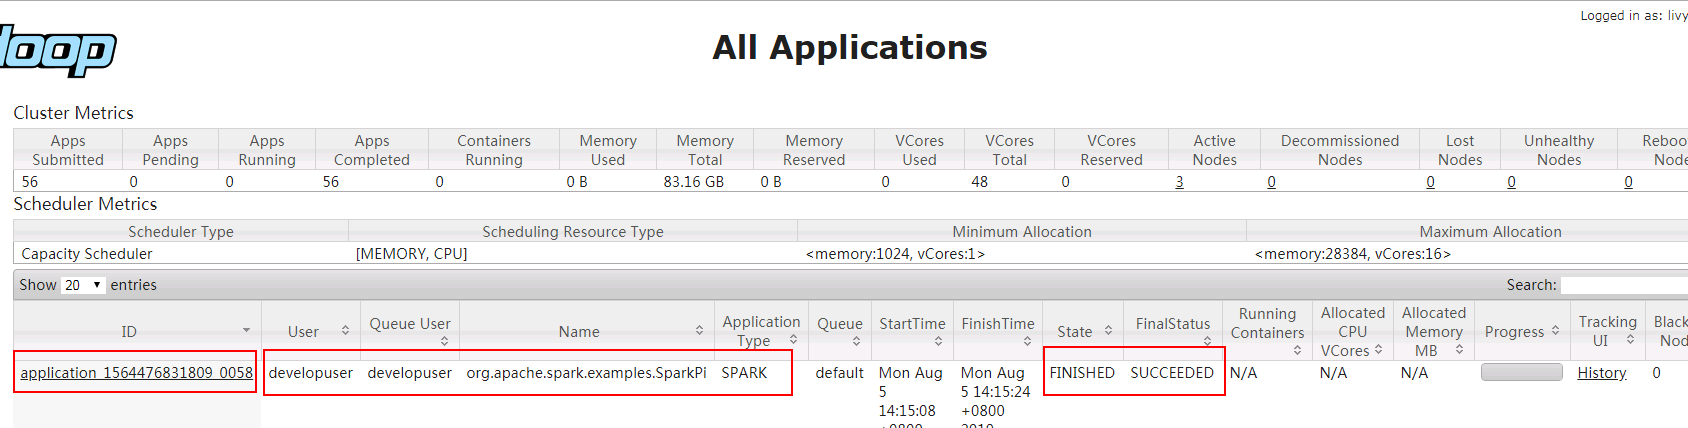 Logged in as: livy
loop
All Applications
Cluster Metrics
Apps Submitted Apps Pending Apps Running Apps Completed Containers Running Memory Used Memory Total Memory Reserved VCores Used VCores Total VCores Reserved Active Nodes Decommissioned Nodes Lost Nodes Unhealthy Nodes Reboo Node
56 0 0 56 0 0 B 83.16 GB 0 B 0 48 0 3 0 0 0 0
Scheduler Metrics
Scheduler Type Scheduling Resource Type Minimum Allocation Maximum Allocation
Capacity Scheduler [MEMORY, CPU] <memory:1024, vCores:1> <memory:28384, vCores:16>
Show 20 entries Search:
ID User Queue User Name Application Type Queue StartTime FinishTime State FinalStatus Running Containers Allocated CPU VCores Allocated Memory MB Progress Tracking UI Black Nod
application_1564476831809_0058 developuser developuser org.apache.spark.examples.SparkPi SPARK default Mon Aug Mon Aug FINISHED SUCCEEDED N/A N/A N/A History 0
5 5 14:15:24
14:15:08 +0800
+0800 2019